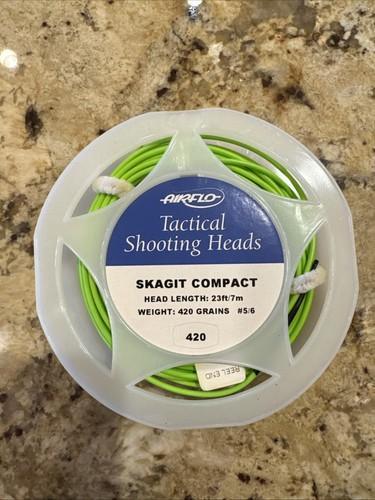 AIRFLO
Tactical
Shooting Heads
SKAGIT COMPACT
HEAD LENGTH: 23ft/7m
WEIGHT: 420 GRAINS #5/6
420
REEL END